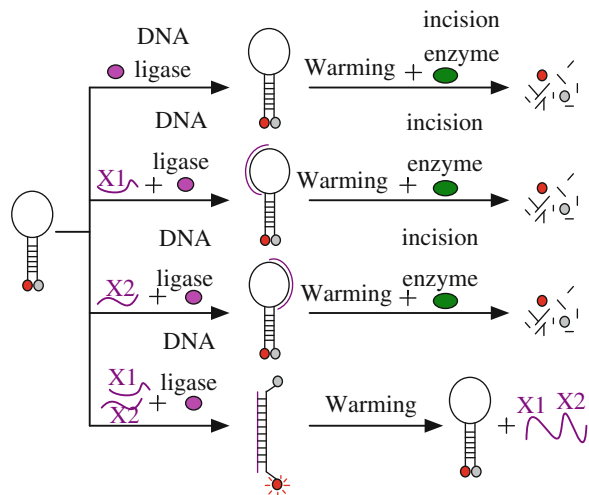 DNA
ligase
Warming +
incision
enzyme
DNA
X1 +
ligase
Warming +
incision
enzyme
DNA
X2 +
ligase
Warming +
incision
enzyme
DNA
X1
X2 +
ligase
Warming
+ X1 X2